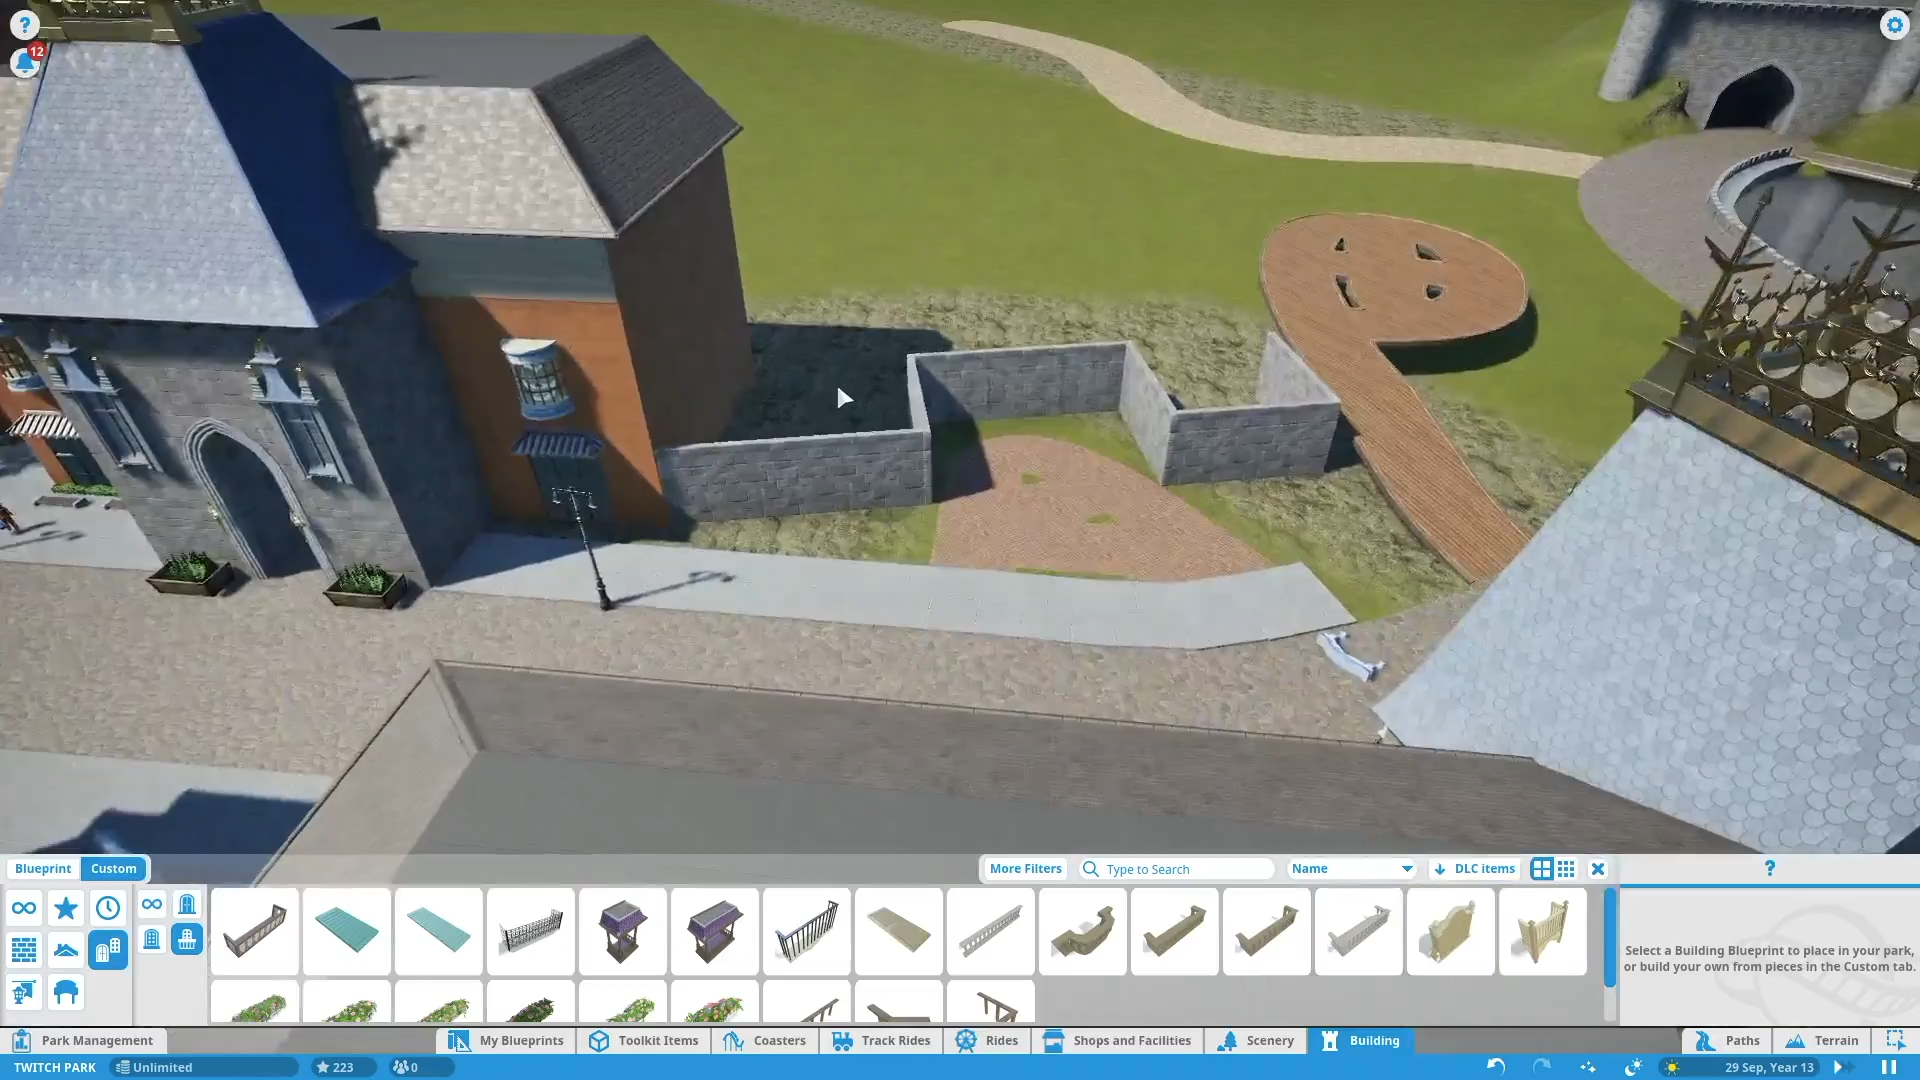 12
Blueprint
Custom
More Filters
Type to Search
Name
DLC items
?
Select a Building Blueprint to place in your park,
or build your own from pieces in the Custom tab.
Park Management
My Blueprints
Toolkit Items
Coasters
Track Rides
Rides
Shops and Facilities
Scenery
Building
Paths
Terrain
TWITCH PARK
Unlimited
223
0
29 Sep, Year 13